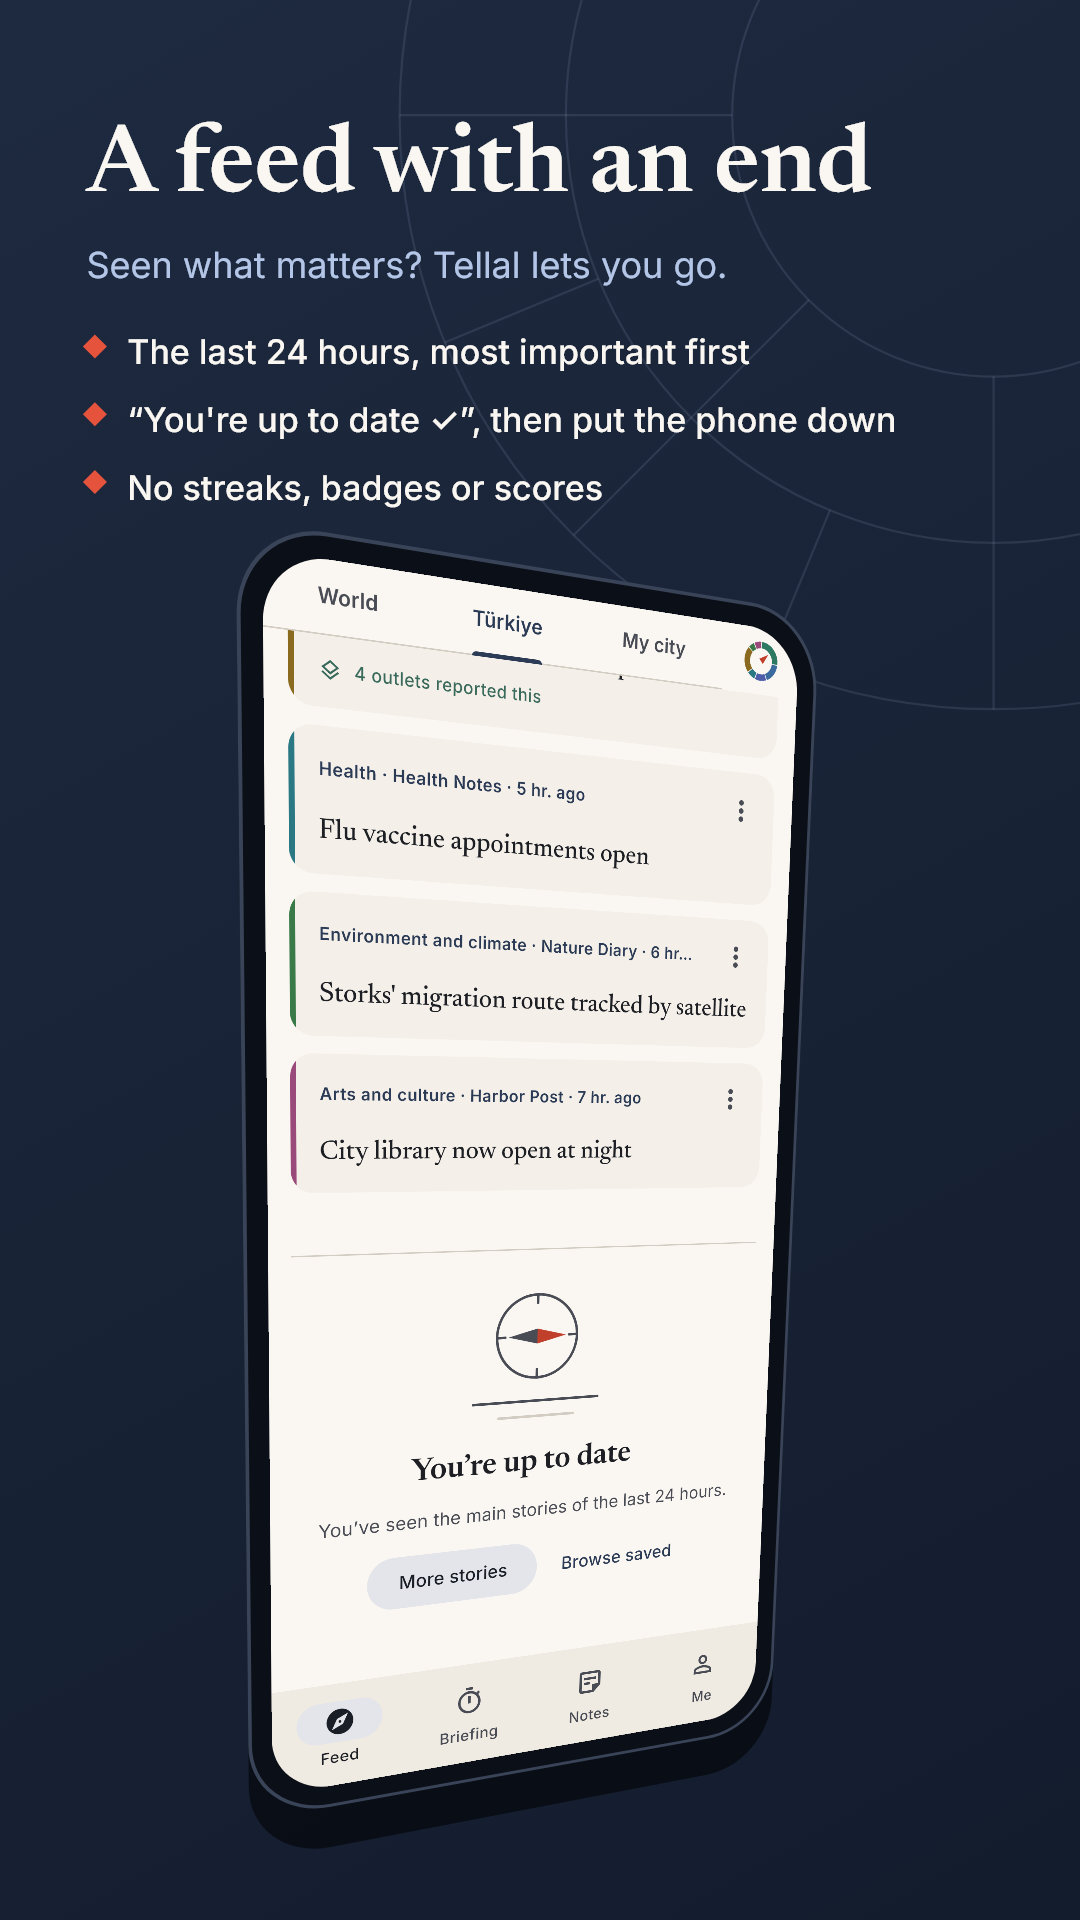 A feed with an end
Seen what matters? Tellal lets you go.
The last 24 hours, most important first
“You're up to date ✓”, then put the phone down
No streaks, badges or scores
World
Türkiye
My city
4 outlets reported this
Health · Health Notes · 5 hr. ago
Flu vaccine appointments open
Environment and climate · Nature Diary · 6 hr...
Storks' migration route tracked by satellite
Arts and culture · Harbor Post · 7 hr. ago
City library now open at night
You’re up to date
You’ve seen the main stories of the last 24 hours.
More stories
Browse saved
Feed
Briefing
Notes
Me